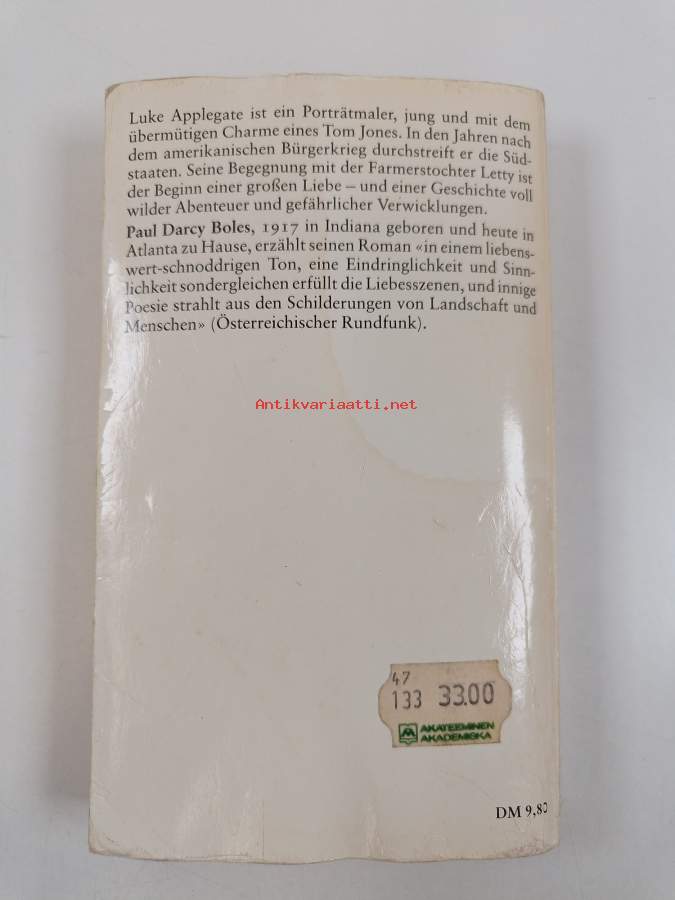 Luke Applegate ist ein Porträtmaler, jung und mit dem
übermütigen Charme eines Tom Jones. In den Jahren nach
dem amerikanischen Bürgerkrieg durchstreift er die Süd-
staaten. Seine Begegnung mit der Farmerstochter Letty ist
der Beginn einer großen Liebe – und einer Geschichte voll
wilder Abenteuer und gefährlicher Verwicklungen.
Paul Darcy Boles, 1917 in Indiana geboren und heute in
Atlanta zu Hause, erzählt seinen Roman «in einem liebens-
wert-schnoddrigen Ton, eine Eindringlichkeit und Sinn-
lichkeit sondergleichen erfüllt die Liebesszenen, und innige
Poesie strahlt aus den Schilderungen von Landschaft und
Menschen» (Österreichischer Rundfunk).
Antikvariaatti.net
47
133 33.00
AKATEEMINEN
AKADEMISKA
DM 9,80